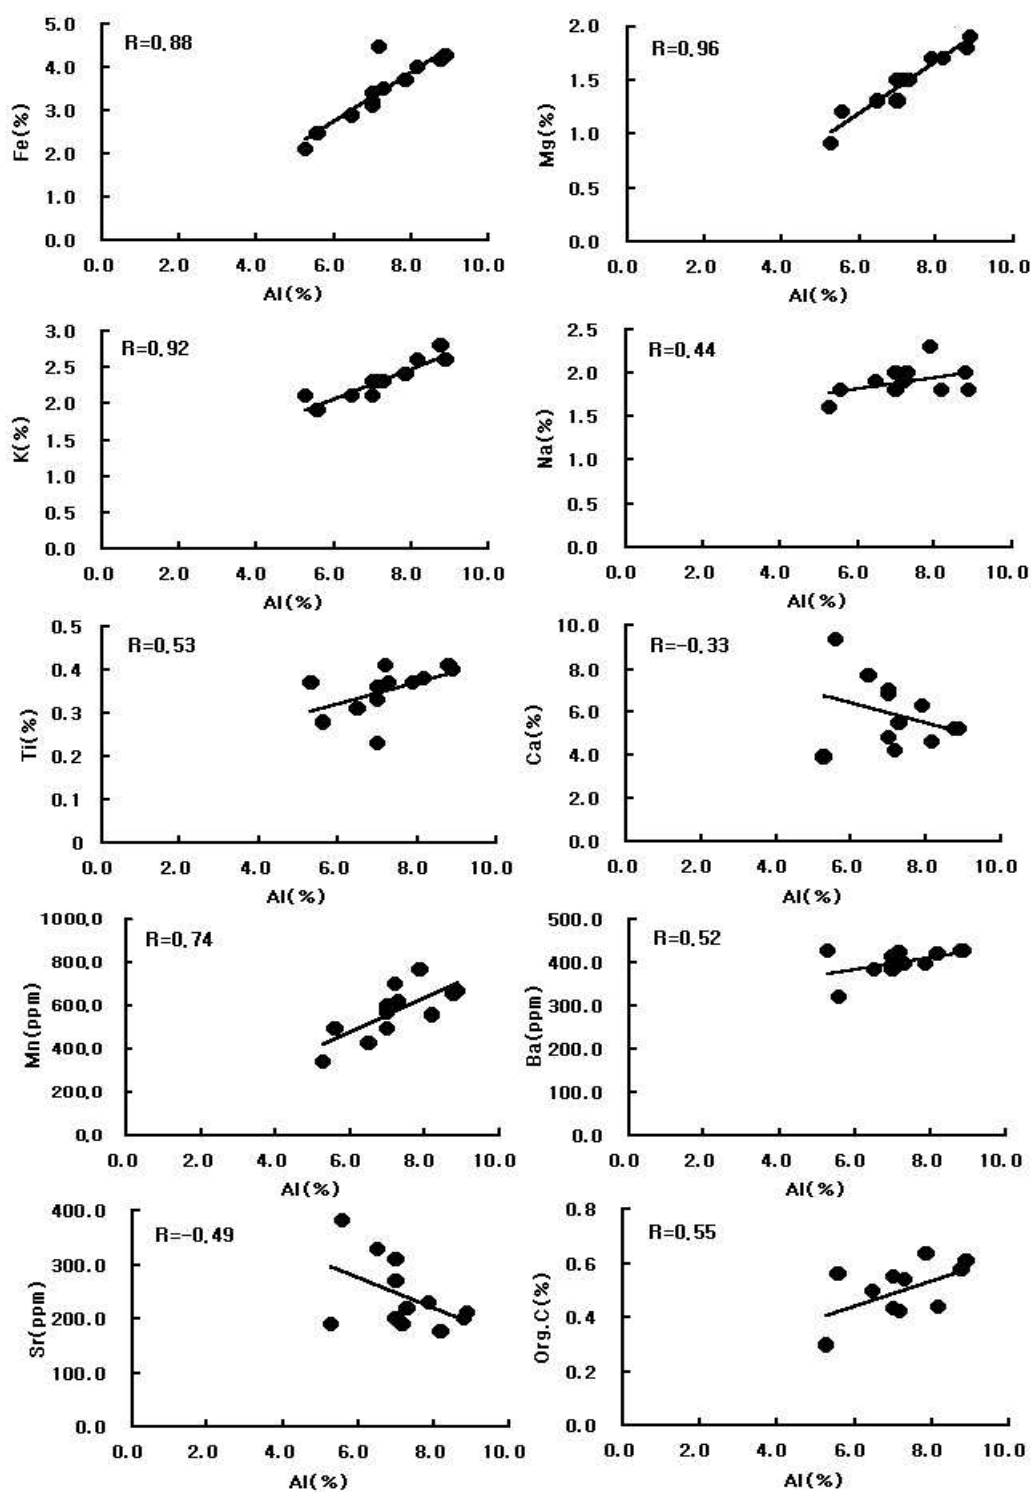 R=0.88
Fe(%)
5.0
4.0
3.0
2.0
1.0
0.0
0.0 2.0 4.0 6.0 8.0 10.0
Al(%)
R=0.96
Mg(%)
2.0
1.5
1.0
0.5
0.0
0.0 2.0 4.0 6.0 8.0 10.0
Al(%)
R=0.92
K(%)
3.0
2.5
2.0
1.5
1.0
0.5
0.0
0.0 2.0 4.0 6.0 8.0 10.0
Al(%)
R=0.44
Na(%)
2.5
2.0
1.5
1.0
0.5
0.0
0.0 2.0 4.0 6.0 8.0 10.0
Al(%)
R=0.53
Ti(%)
0.5
0.4
0.3
0.2
0.1
0
0.0 2.0 4.0 6.0 8.0 10.0
Al(%)
R=-0.33
Ca(%)
10.0
8.0
6.0
4.0
2.0
0.0
0.0 2.0 4.0 6.0 8.0 10.0
Al(%)
R=0.74
Mn(ppm)
1000.0
800.0
600.0
400.0
200.0
0.0
0.0 2.0 4.0 6.0 8.0 10.0
Al(%)
R=0.52
Ba(ppm)
500.0
400.0
300.0
200.0
100.0
0.0
0.0 2.0 4.0 6.0 8.0 10.0
Al(%)
R=-0.49
Sr(ppm)
400.0
300.0
200.0
100.0
0.0
0.0 2.0 4.0 6.0 8.0 10.0
Al(%)
R=0.55
Org.C(%)
0.8
0.6
0.4
0.2
0.0
0.0 2.0 4.0 6.0 8.0 10.0
Al(%)